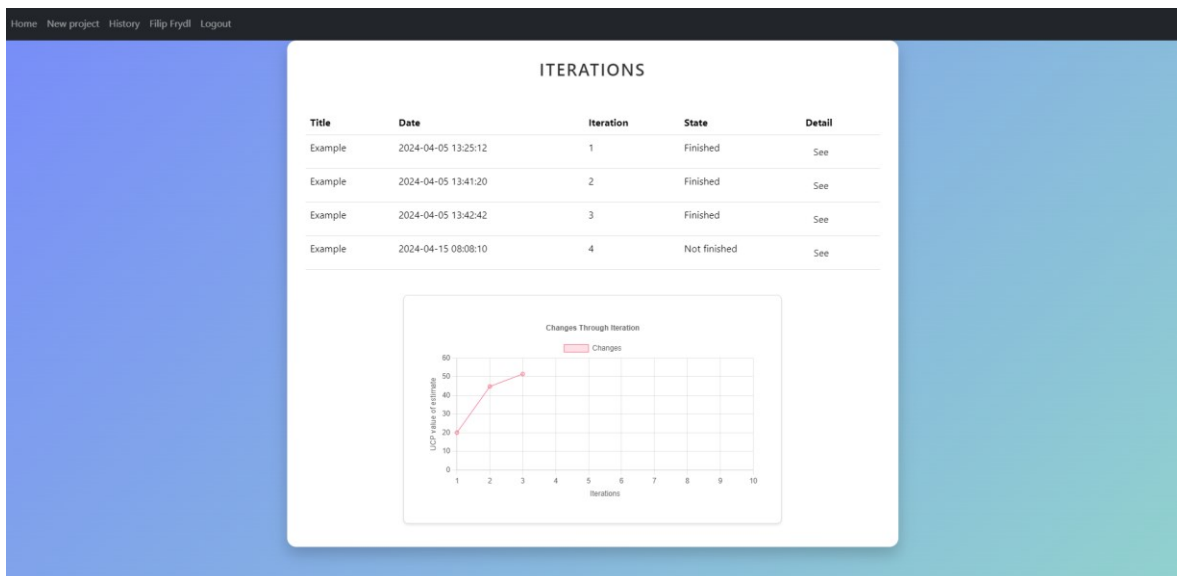 Home New project History Filip Frydl Logout
ITERATIONS
Title Date Iteration State Detail
Example 2024-04-05 13:25:12 1 Finished See
Example 2024-04-05 13:41:20 2 Finished See
Example 2024-04-05 13:42:42 3 Finished See
Example 2024-04-15 08:08:10 4 Not finished See
Changes Through Iteration
Changes
UCP value of estimate
60
50
40
30
20
10
0
1 2 3 4 5 6 7 8 9 10
Iterations